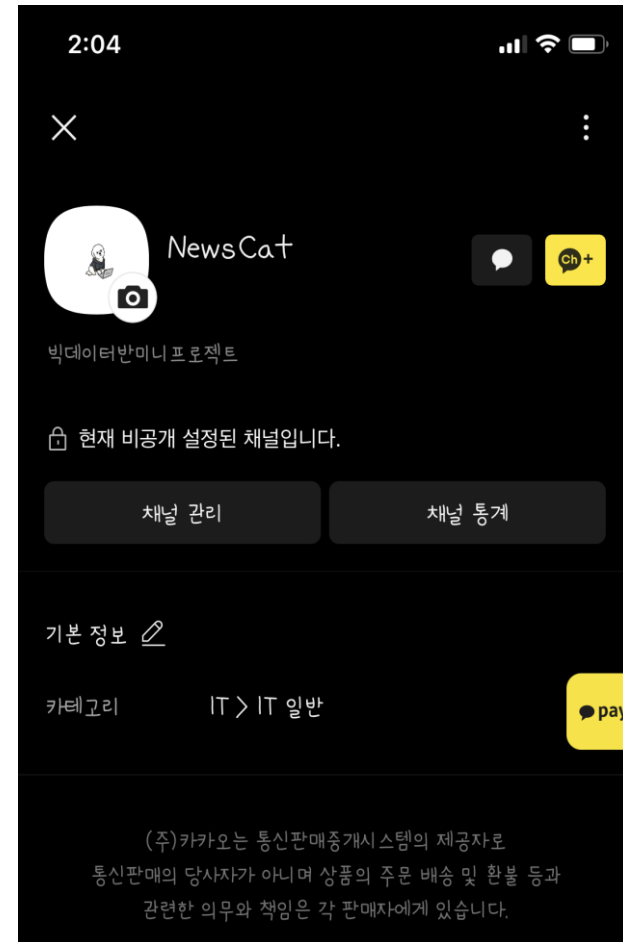 2:04
NewsCat
Ch+
빅데이터반미니프로젝트
현재 비공개 설정된 채널입니다.
채널 관리
채널 통계
기본 정보
카테고리
IT > IT 일반
pay
(주)카카오는 통신판매중개시스템의 제공자로
통신판매의 당사자가 아니며 상품의 주문 배송 및 환불 등과
관련한 의무와 책임은 각 판매자에게 있습니다.